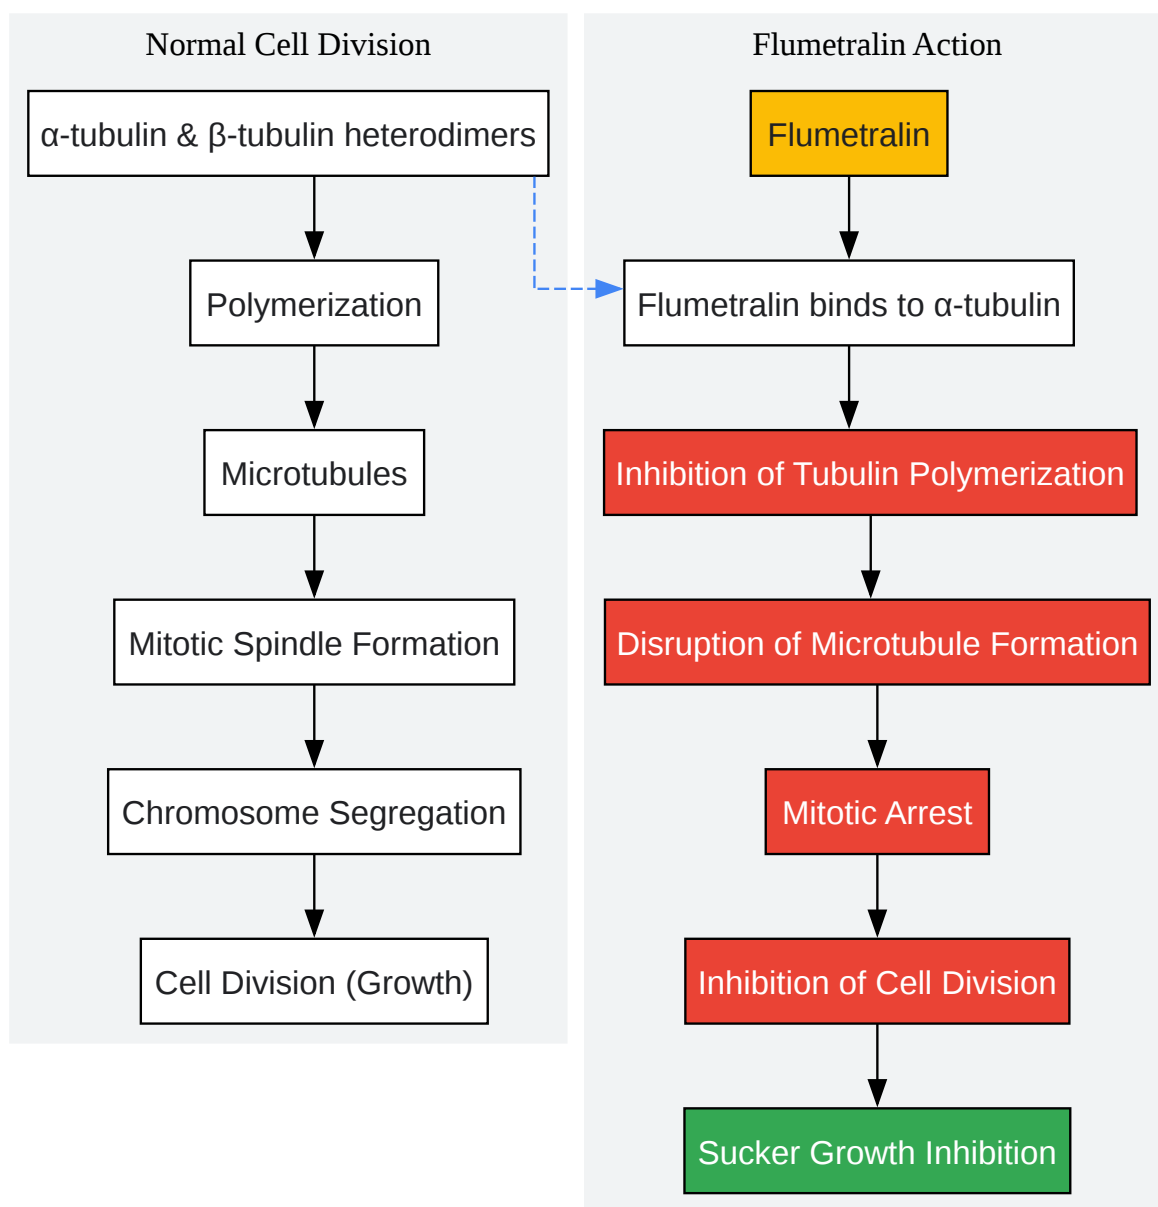 Normal Cell Division
α-tubulin & β-tubulin heterodimers
Polymerization
Microtubules
Mitotic Spindle Formation
Chromosome Segregation
Cell Division (Growth)
Flumetralin Action
Flumetralin
Flumetralin binds to α-tubulin
Inhibition of Tubulin Polymerization
Disruption of Microtubule Formation
Mitotic Arrest
Inhibition of Cell Division
Sucker Growth Inhibition